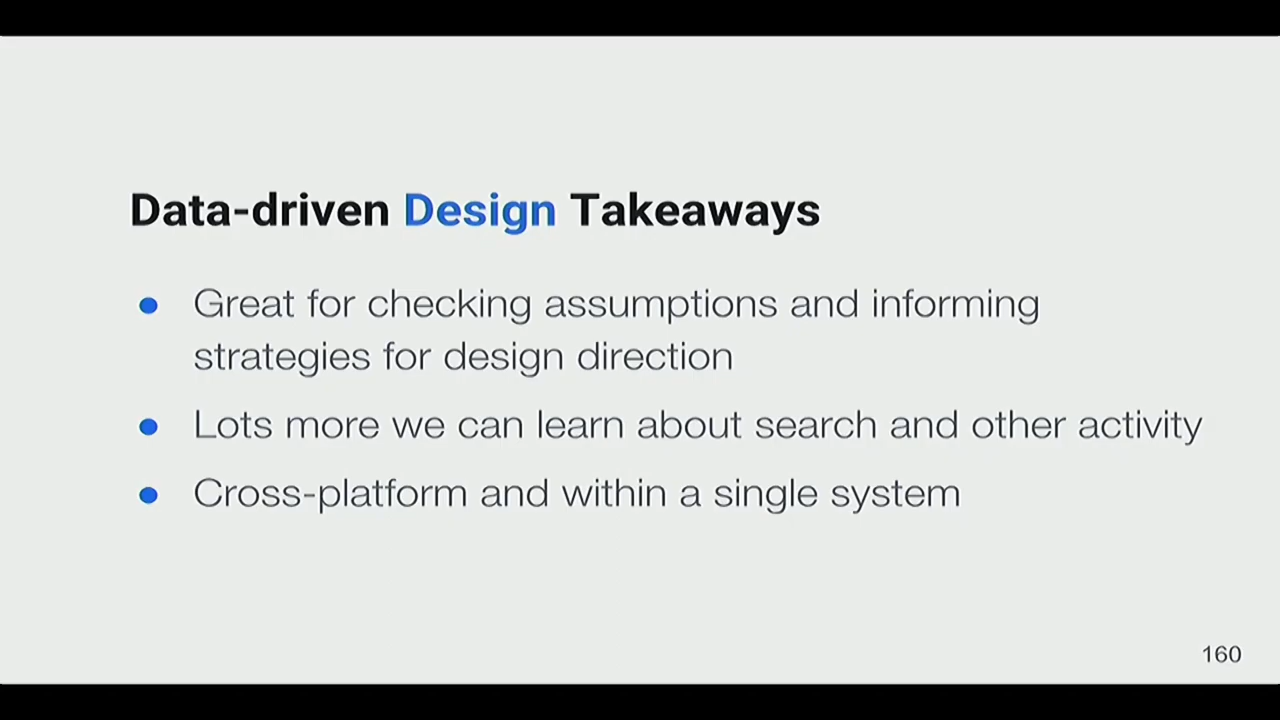 Data-driven Design Takeaways
● Great for checking assumptions and informing
strategies for design direction
● Lots more we can learn about search and other activity
● Cross-platform and within a single system
160